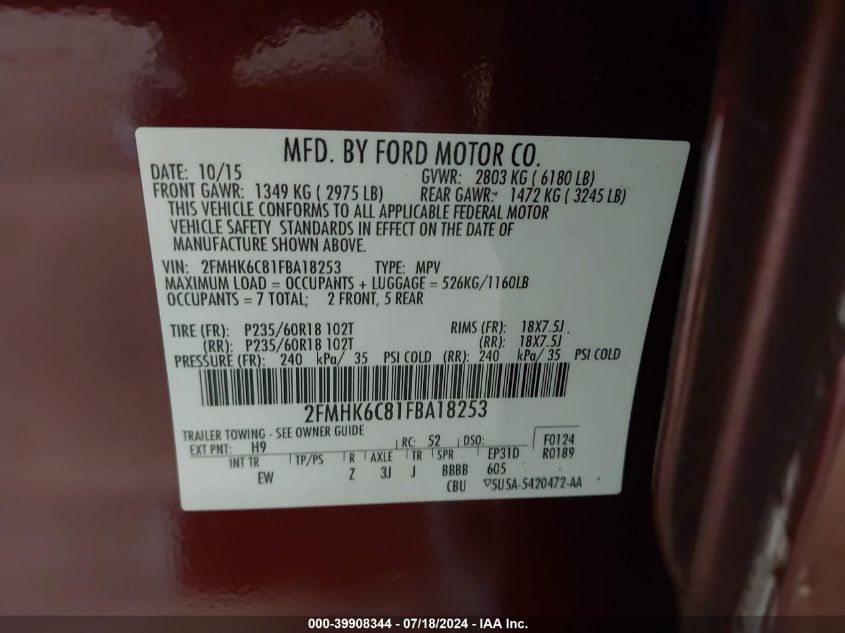 MFD. BY FORD MOTOR CO.
DATE: 10/15 GVWR: 2803 KG ( 6180 LB)
FRONT GAWR: 1349 KG ( 2975 LB) REAR GAWR: 1472 KG ( 3245 LB)
THIS VEHICLE CONFORMS TO ALL APPLICABLE FEDERAL MOTOR
VEHICLE SAFETY STANDARDS IN EFFECT ON THE DATE OF
MANUFACTURE SHOWN ABOVE.
VIN: 2FMHK6C81FBA18253 TYPE: MPV
MAXIMUM LOAD = OCCUPANTS + LUGGAGE = 526KG/1160LB
OCCUPANTS = 7 TOTAL; 2 FRONT, 5 REAR
TIRE (FR): P235/60R18 102T RIMS (FR): 18X7.5J
(RR): P235/60R18 102T (RR): 18X7.5J
PRESSURE (FR): 240 kPa/ 35 PSI COLD (RR): 240 kPa/ 35 PSI COLD
2FMHK6C81FBA18253
TRAILER TOWING - SEE OWNER GUIDE
EXT PNT: H9 RC: 52 DSO: F0124
INT TR TP/PS R AXLE TR SPR EP31D R0189
EW Z 3J J BBBB 605
CBU 5U5A-5420472-AA
000-39908344 / 07/18/2024 - IAA Inc.